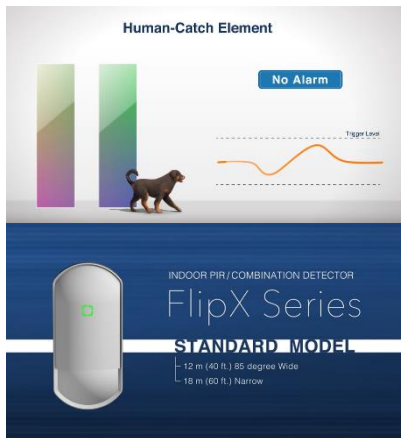 Human-Catch Element
No Alarm
Trigger Level
INDOOR PIR/COMBINATION DETECTOR
FlipX Series
STANDARD MODEL
12 m (40 ft.) 85 degree Wide
18 m (60 ft.) Narrow